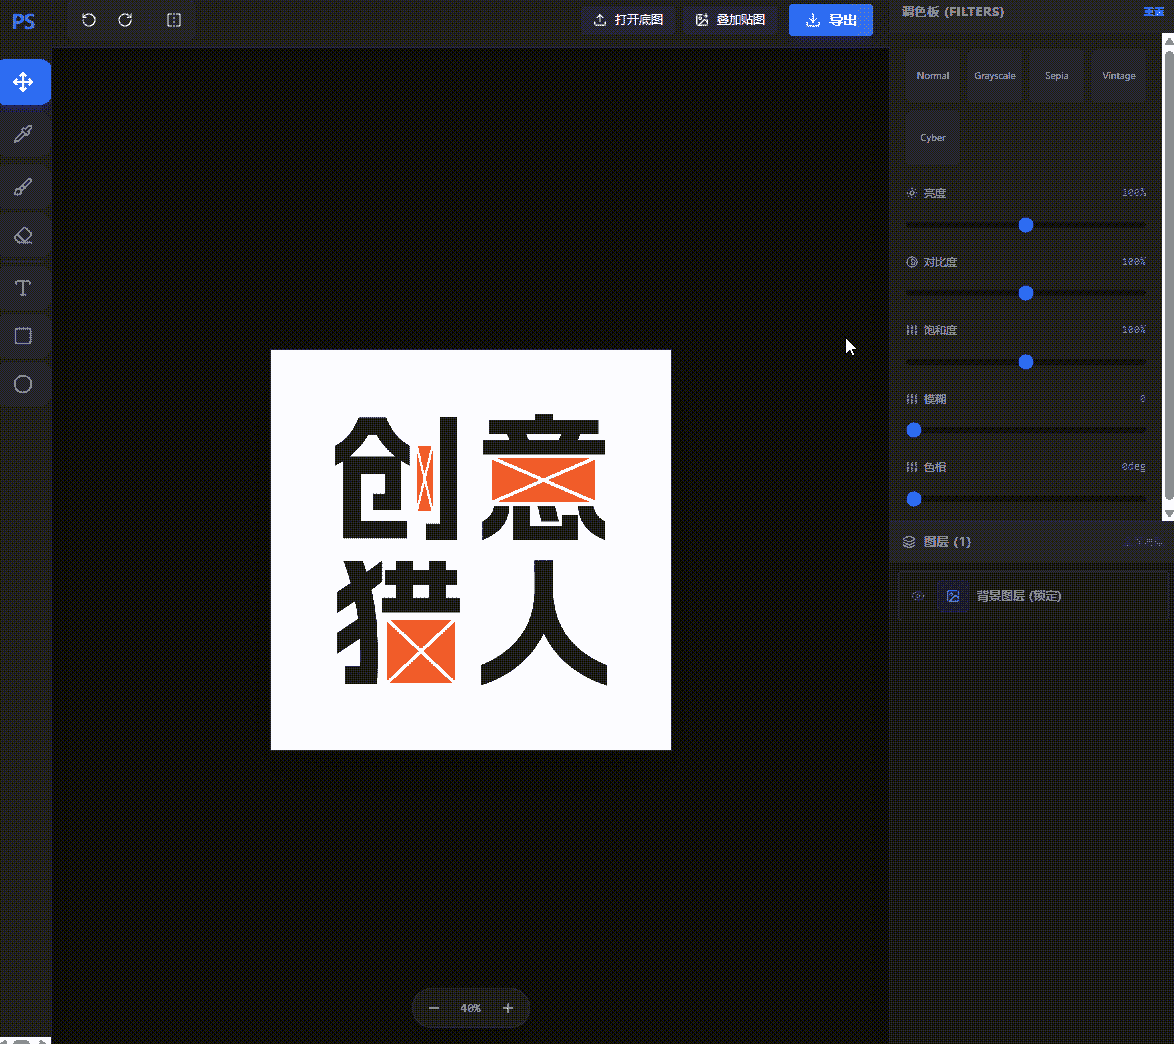 PS
打开底图
叠加贴图
导出
调色板 (FILTERS)
重置
Normal
Grayscale
Sepia
Vintage
Cyber
亮度
100%
对比度
100%
饱和度
100%
模糊
0
色相
0deg
创意
猎人
图层 (1)
背景图层 (锁定)
40%